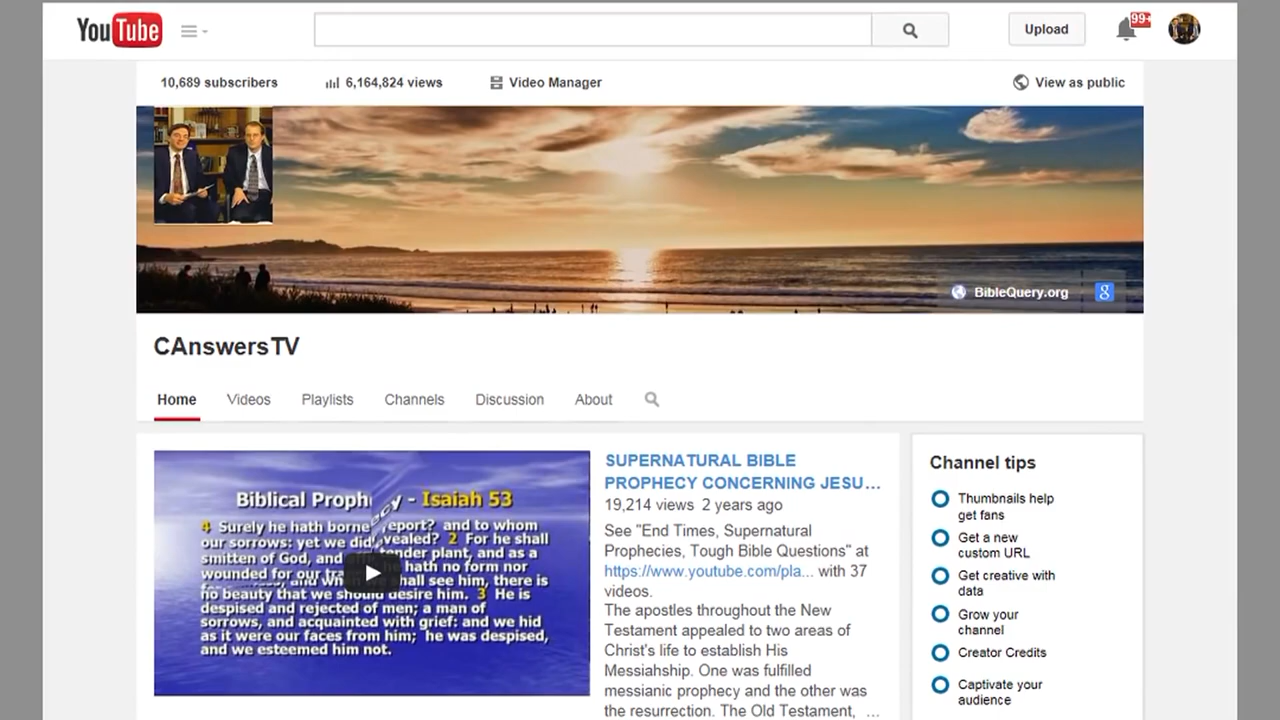 YouTube
Upload
99+
10,689 subscribers
6,164,824 views
Video Manager
View as public
BibleQuery.org
g
CAnswersTV
Home
Videos
Playlists
Channels
Discussion
About
Biblical Proph y - Isaiah 53
4 Surely he hath borne eport? and to whom
our sorrows: yet we did vealed? 2 For he shall
smitten of God, and tender plant, and as a
wounded for our he hath no form nor
shall see him, there is
no beauty that we should desire him. 3 He is
despised and rejected of men; a man of
sorrows, and acquainted with grief: and we hid
as it were our faces from him; he was despised,
and we esteemed him not.
SUPERNATURAL BIBLE
PROPHECY CONCERNING JESU...
19,214 views 2 years ago
See "End Times, Supernatural
Prophecies, Tough Bible Questions" at
https://www.youtube.com/pla... with 37
videos.
The apostles throughout the New
Testament appealed to two areas of
Christ's life to establish His
Messiahship. One was fulfilled
messianic prophecy and the other was
the resurrection. The Old Testament, ...
Channel tips
Thumbnails help
get fans
Get a new
custom URL
Get creative with
data
Grow your
channel
Creator Credits
Captivate your
audience